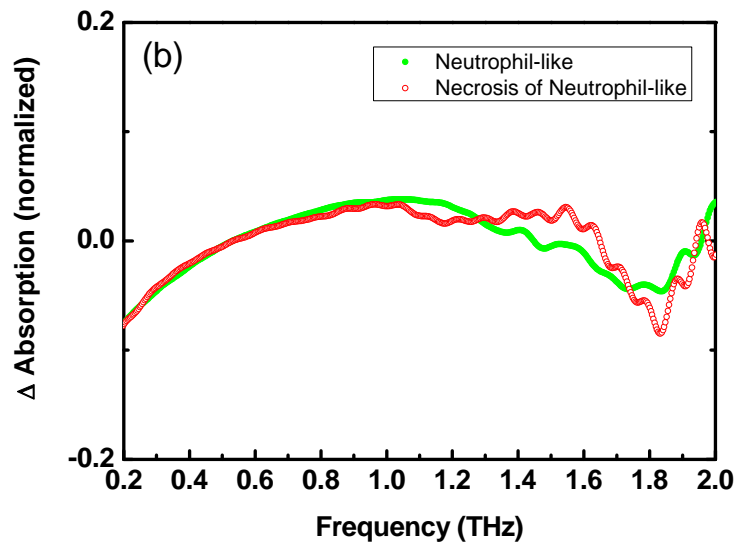 (b)
Neutrophil-like
Necrosis of Neutrophil-like
Δ Absorption (normalized)
0.2
0.0
-0.2
0.2 0.4 0.6 0.8 1.0 1.2 1.4 1.6 1.8 2.0
Frequency (THz)